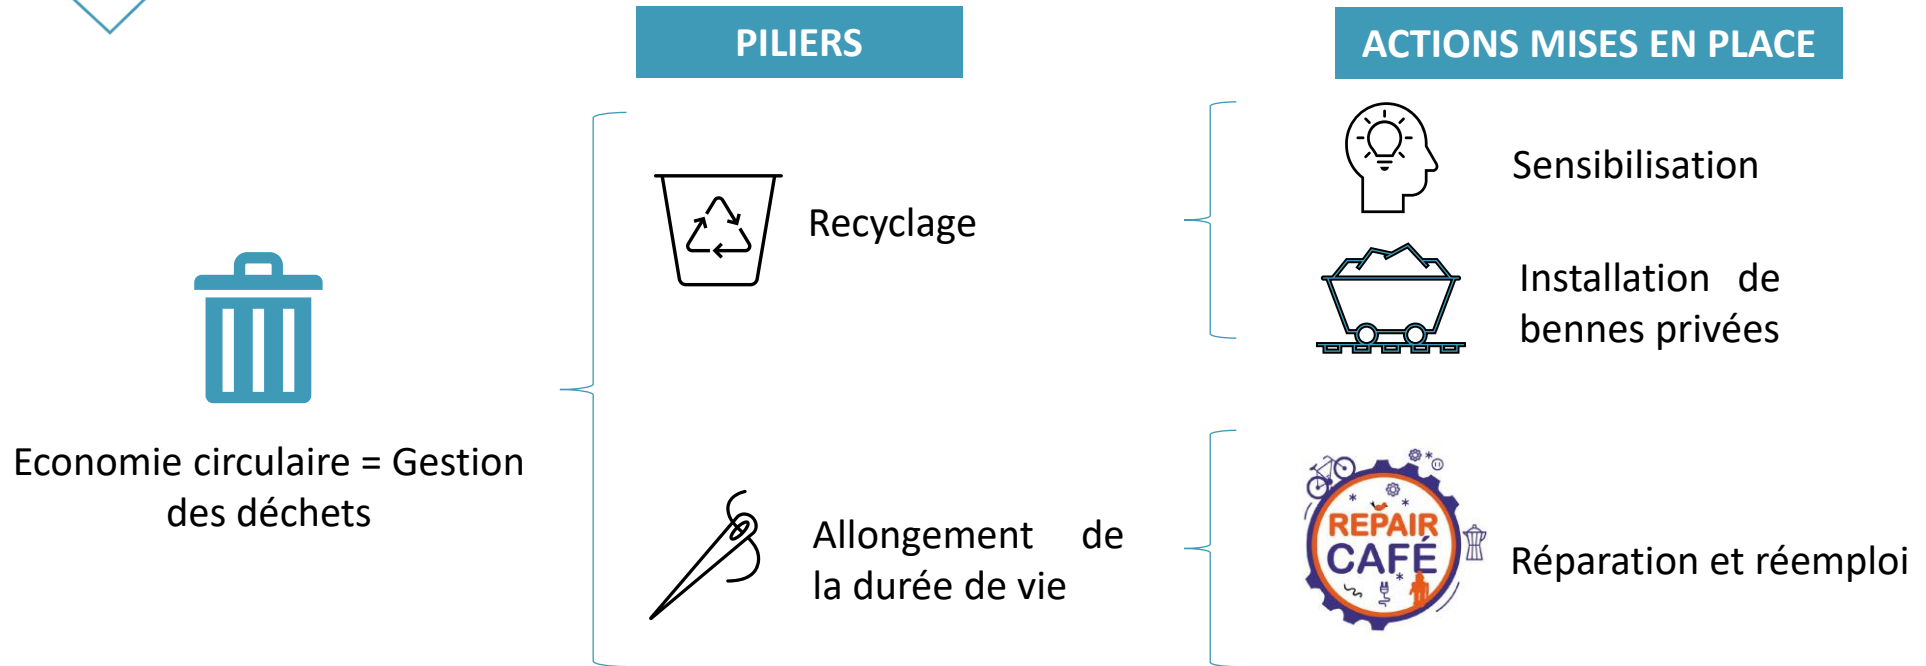 PILIERS
ACTIONS MISES EN PLACE
Sensibilisation
Recyclage
Installation de
bennes privées
Economie circulaire = Gestion
des déchets
Allongement de
la durée de vie
REPAIR
CAFÉ
Réparation et réemploi